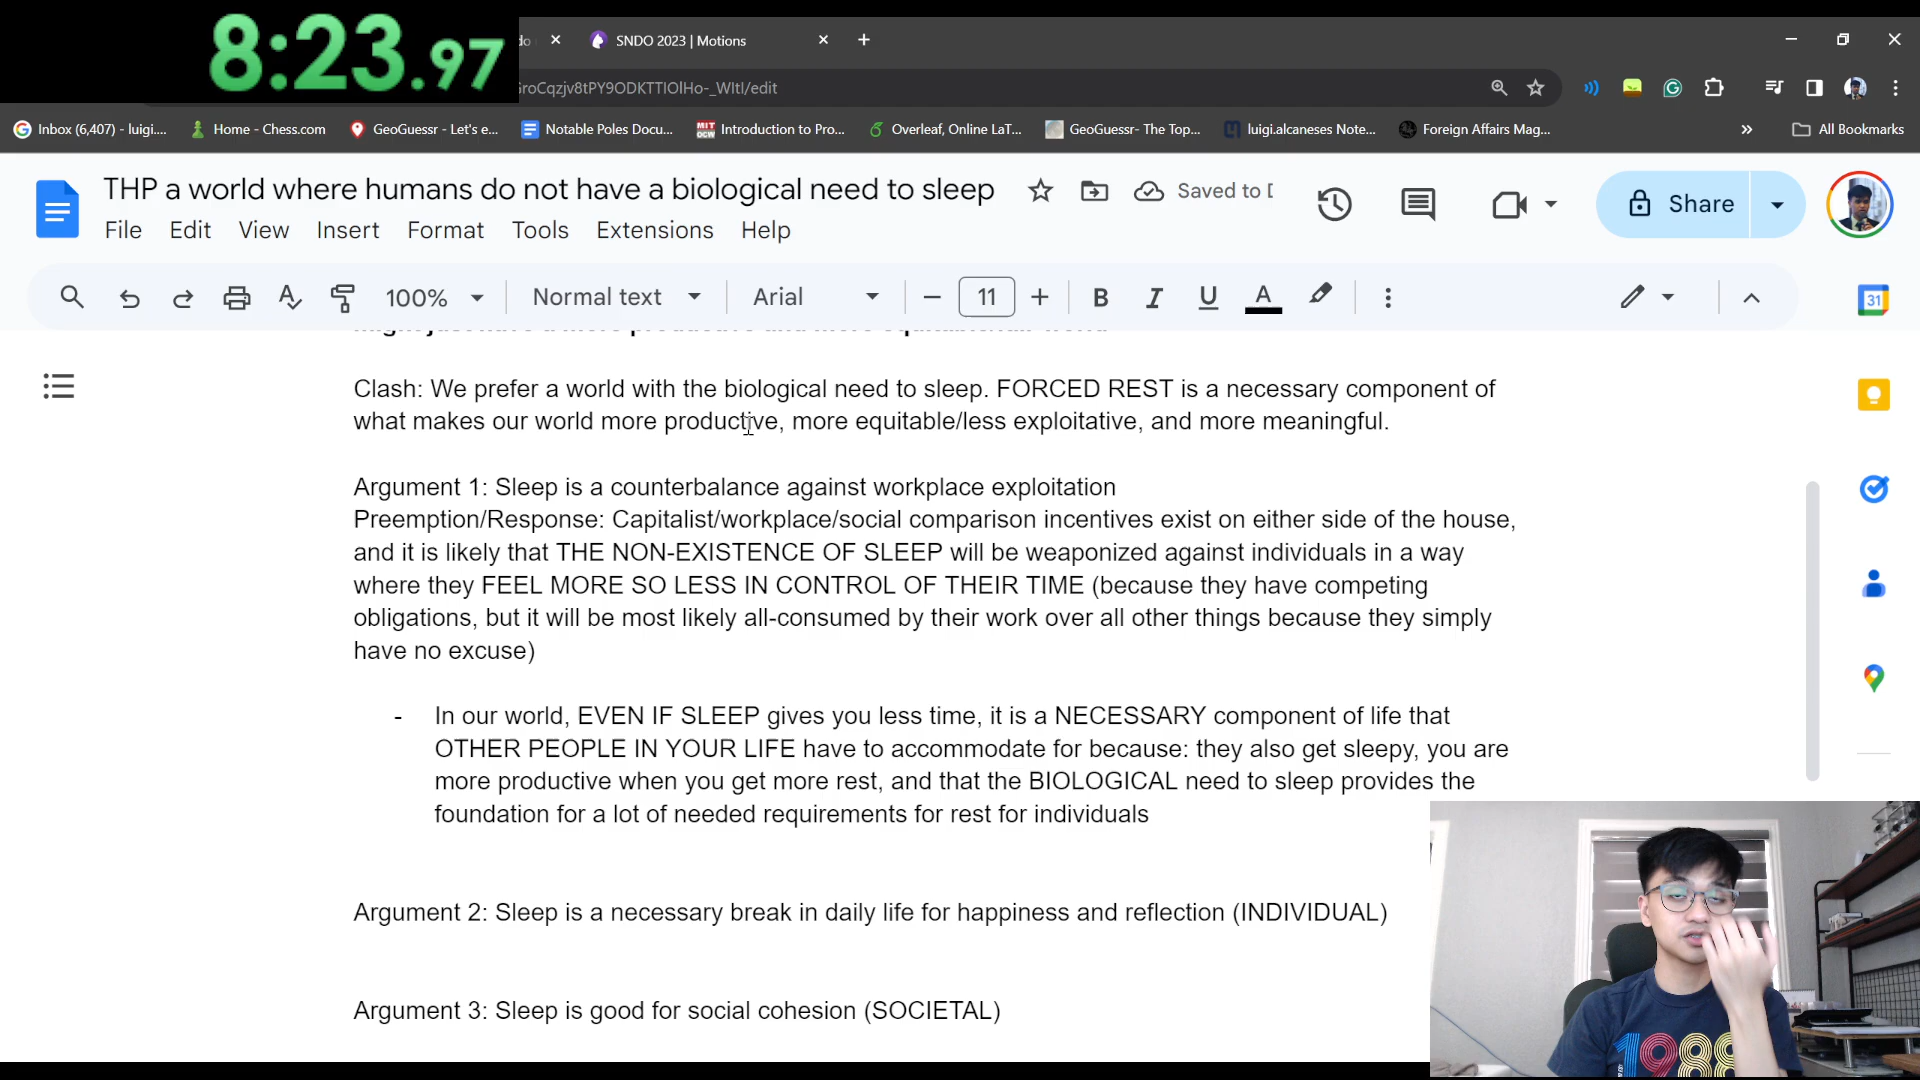 8:23.97
SNDO 2023 | Motions
roCqzjv8tPY9ODKTTIOlHo-_WItI/edit
Inbox (6,407) - luigi....
Home - Chess.com
GeoGuessr - Let's e...
Notable Poles Docu...
MIT OCW Introduction to Pro...
Overleaf, Online LaT...
GeoGuessr- The Top...
luigi.alcaneses Note...
Foreign Affairs Mag...
All Bookmarks
THP a world where humans do not have a biological need to sleep
Saved to
Share
File Edit View Insert Format Tools Extensions Help
100% Normal text Arial 11
31
Clash: We prefer a world with the biological need to sleep. FORCED REST is a necessary component of
what makes our world more productive, more equitable/less exploitative, and more meaningful.
Argument 1: Sleep is a counterbalance against workplace exploitation
Preemption/Response: Capitalist/workplace/social comparison incentives exist on either side of the house,
and it is likely that THE NON-EXISTENCE OF SLEEP will be weaponized against individuals in a way
where they FEEL MORE SO LESS IN CONTROL OF THEIR TIME (because they have competing
obligations, but it will be most likely all-consumed by their work over all other things because they simply
have no excuse)
- In our world, EVEN IF SLEEP gives you less time, it is a NECESSARY component of life that
OTHER PEOPLE IN YOUR LIFE have to accommodate for because: they also get sleepy, you are
more productive when you get more rest, and that the BIOLOGICAL need to sleep provides the
foundation for a lot of needed requirements for rest for individuals
Argument 2: Sleep is a necessary break in daily life for happiness and reflection (INDIVIDUAL)
Argument 3: Sleep is good for social cohesion (SOCIETAL)
1988